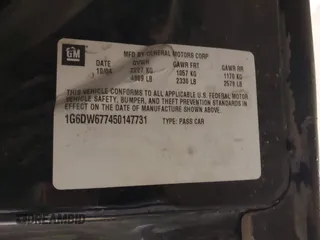 GM
MFD BY GENERAL MOTORS CORP
10/04 GVWR GAWR FRT GAWR RR
KG 1057 KG 1170 KG
LB 2330 LB 2579 LB
THIS VEHICLE CONFORMS TO ALL APPLICABLE U.S. FEDERAL MOTOR
VEHICLE SAFETY, BUMPER, AND THEFT PREVENTION STANDARDS
IN EFFECT ON THE DATE OF MANUFACTURE SHOWN ABOVE.
1G6DW677450147731 TYPE: PASS CAR